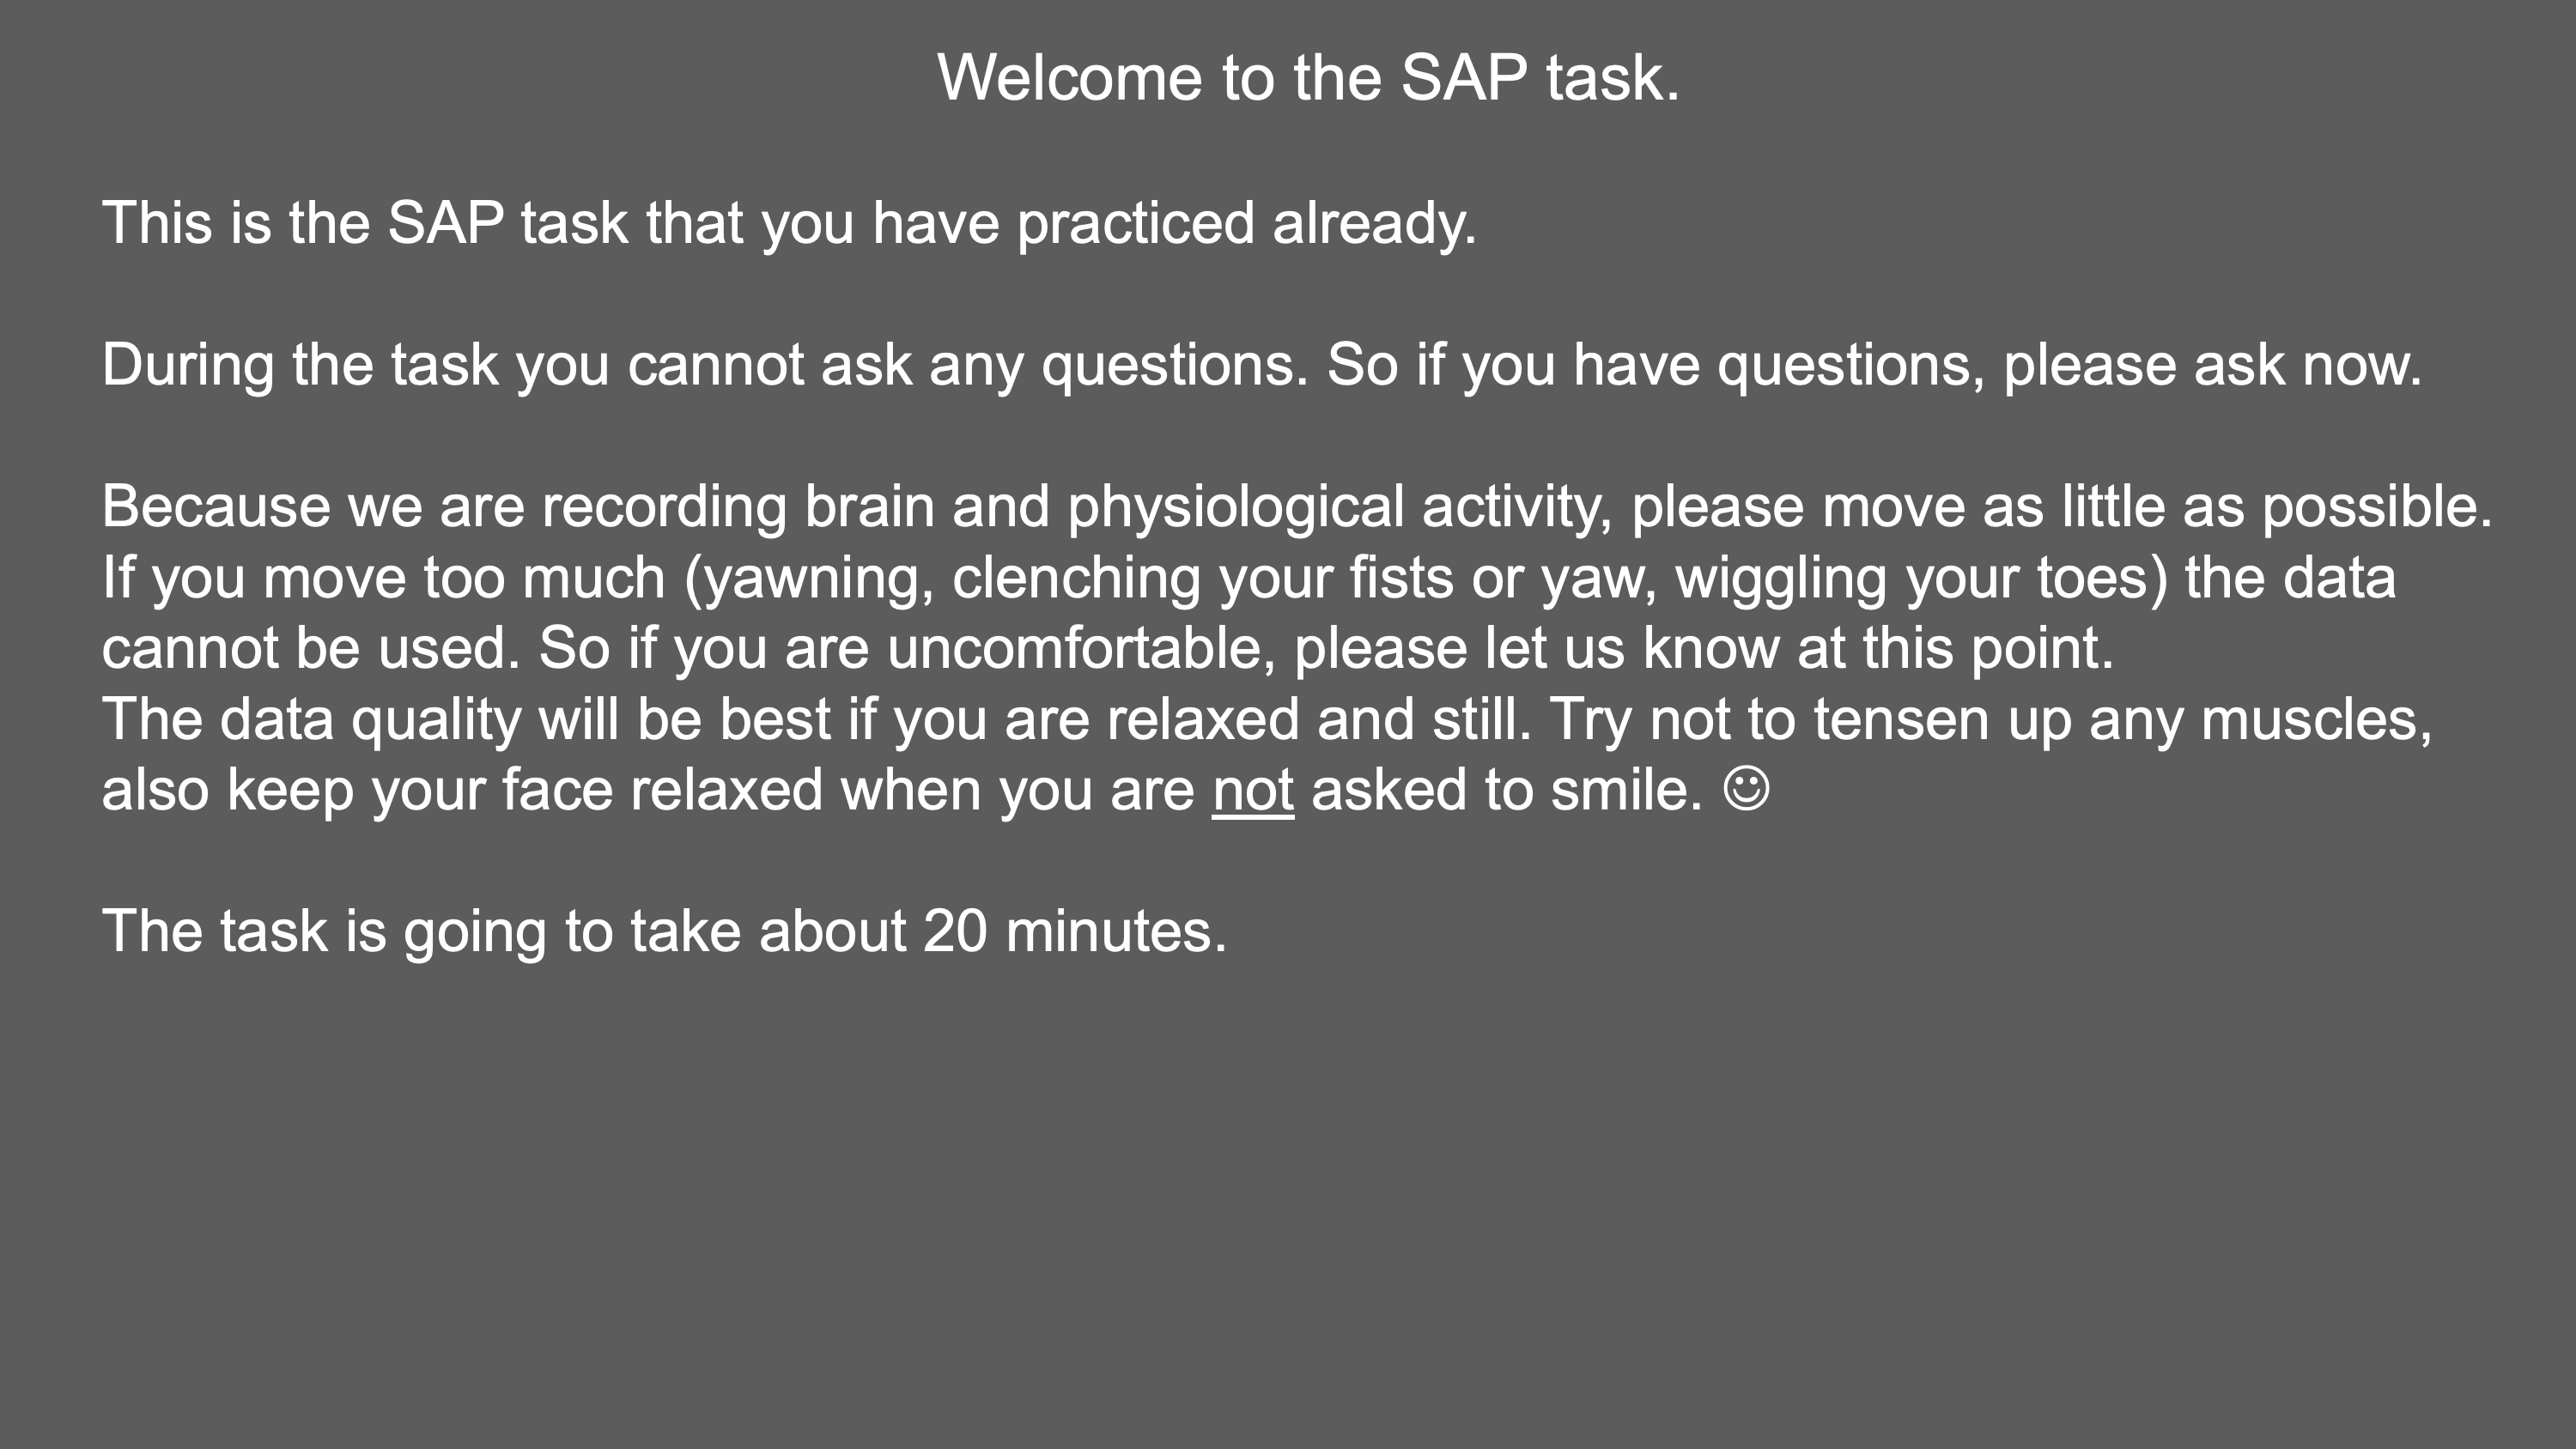 Welcome to the SAP task.
This is the SAP task that you have practiced already.
During the task you cannot ask any questions. So if you have questions, please ask now.
Because we are recording brain and physiological activity, please move as little as possible.
If you move too much (yawning, clenching your fists or yaw, wiggling your toes) the data
cannot be used. So if you are uncomfortable, please let us know at this point.
The data quality will be best if you are relaxed and still. Try not to tensen up any muscles,
also keep your face relaxed when you are not asked to smile. ☺
The task is going to take about 20 minutes.